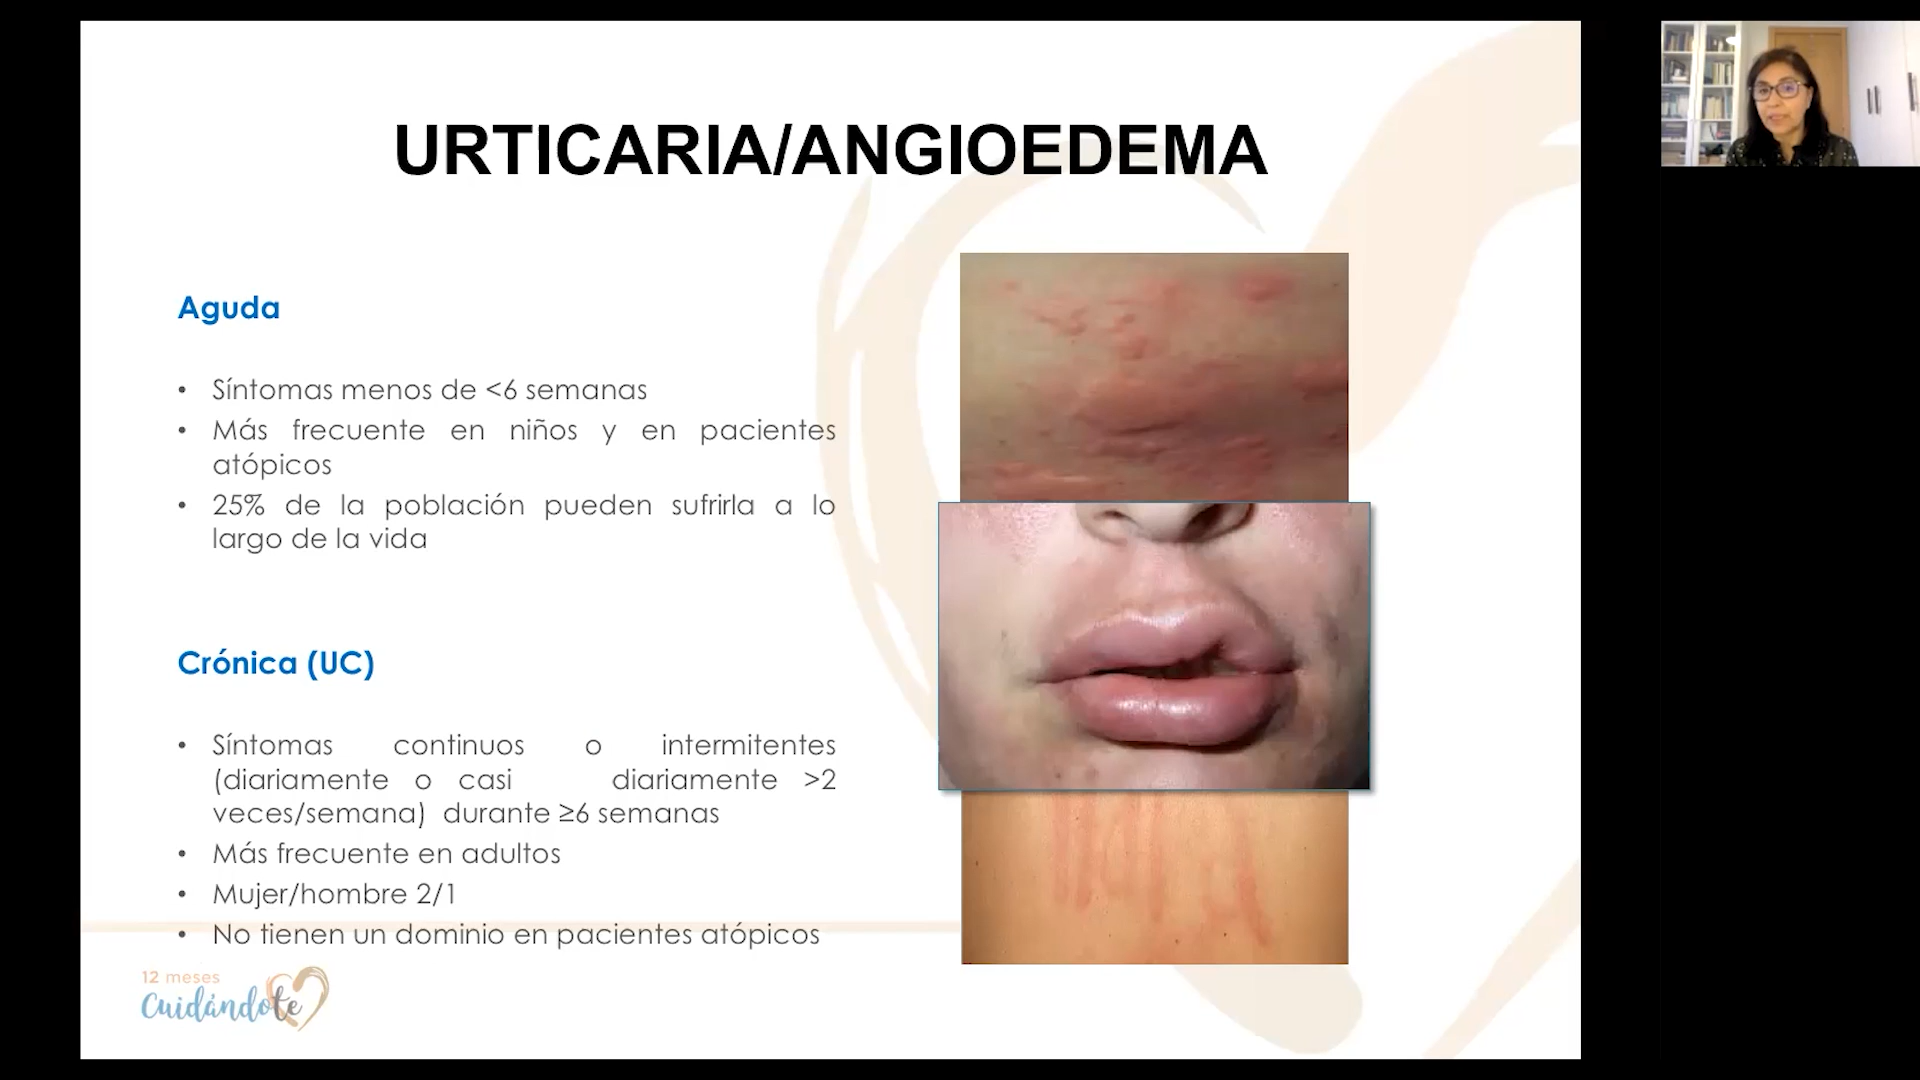 URTICARIA/ANGIOEDEMA
Aguda
• Síntomas menos de <6 semanas
• Más frecuente en niños y en pacientes
atópicos
• 25% de la población pueden sufrirla a lo
largo de la vida
Crónica (UC)
• Síntomas continuos o intermitentes
(diariamente o casi diariamente >2
veces/semana) durante ≥6 semanas
• Más frecuente en adultos
• Mujer/hombre 2/1
• No tienen un dominio en pacientes atópicos
12 meses
Cuidándote